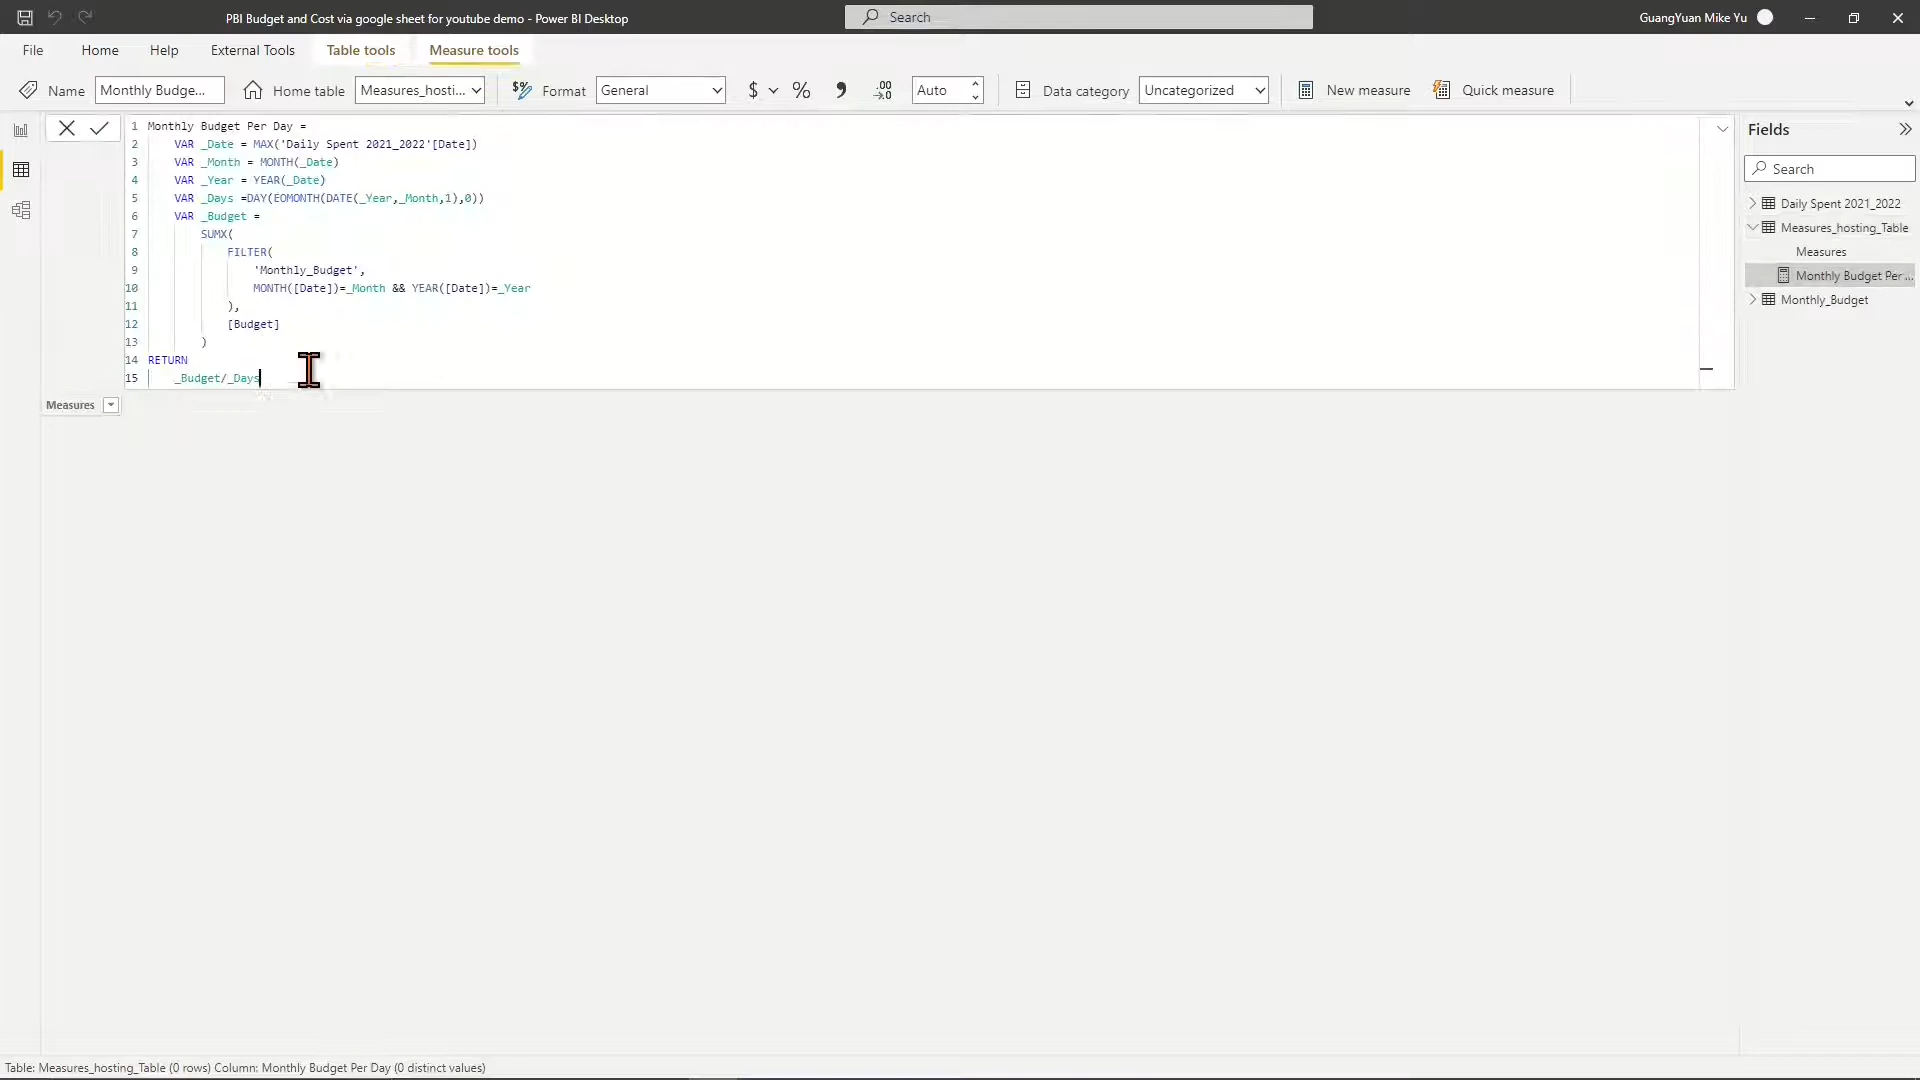 PBI Budget and Cost via google sheet for youtube demo - Power BI Desktop
Search
GuangYuan Mike Yu
File Home Help External Tools Table tools Measure tools
Name Monthly Budge... Home table Measures_hosti... Format General $ % , .00 Auto Data category Uncategorized New measure Quick measure
1 Monthly Budget Per Day =
2 VAR _Date = MAX('Daily Spent 2021_2022'[Date])
3 VAR _Month = MONTH(_Date)
4 VAR _Year = YEAR(_Date)
5 VAR _Days =DAY(EOMONTH(DATE(_Year,_Month,1),0))
6 VAR _Budget =
7 SUMX(
8 FILTER(
9 'Monthly_Budget',
10 MONTH([Date])=_Month && YEAR([Date])=_Year
11 ),
12 [Budget]
13 )
14 RETURN
15 _Budget/_Days
Measures
Fields
Search
Daily Spent 2021_2022
Measures_hosting_Table
Measures
Monthly Budget Per ...
Monthly_Budget
Table: Measures_hosting_Table (0 rows) Column: Monthly Budget Per Day (0 distinct values)